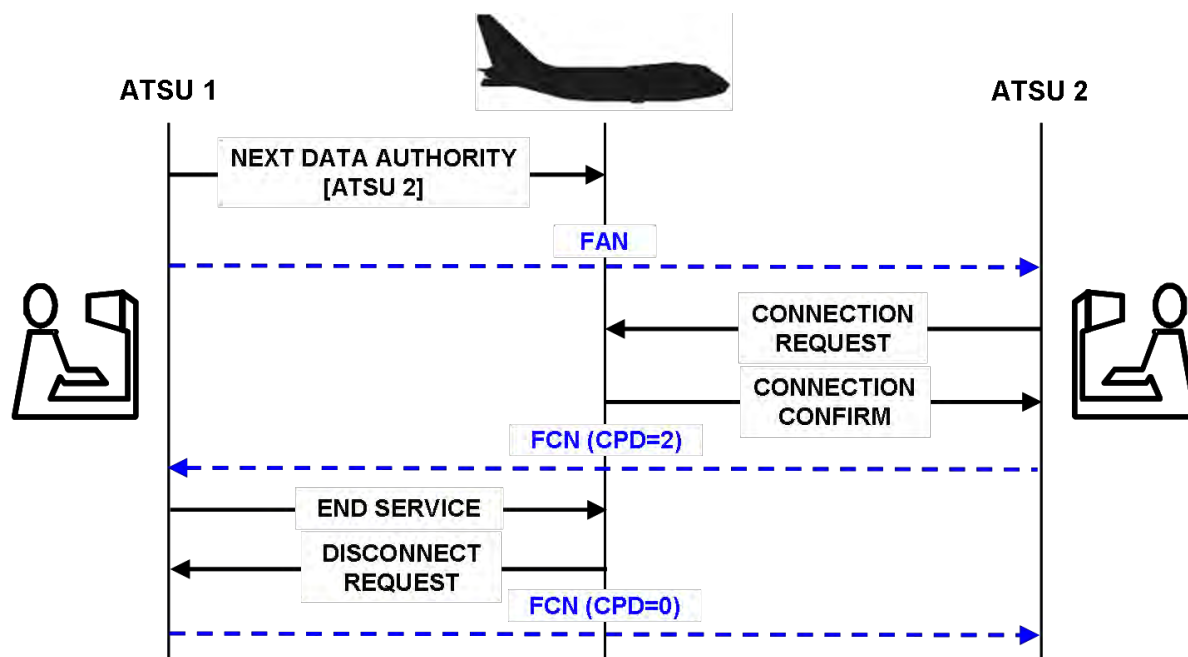 ATSU 1
ATSU 2
NEXT DATA AUTHORITY
[ATSU 2]
FAN
CONNECTION
REQUEST
CONNECTION
CONFIRM
FCN (CPD=2)
END SERVICE
DISCONNECT
REQUEST
FCN (CPD=0)